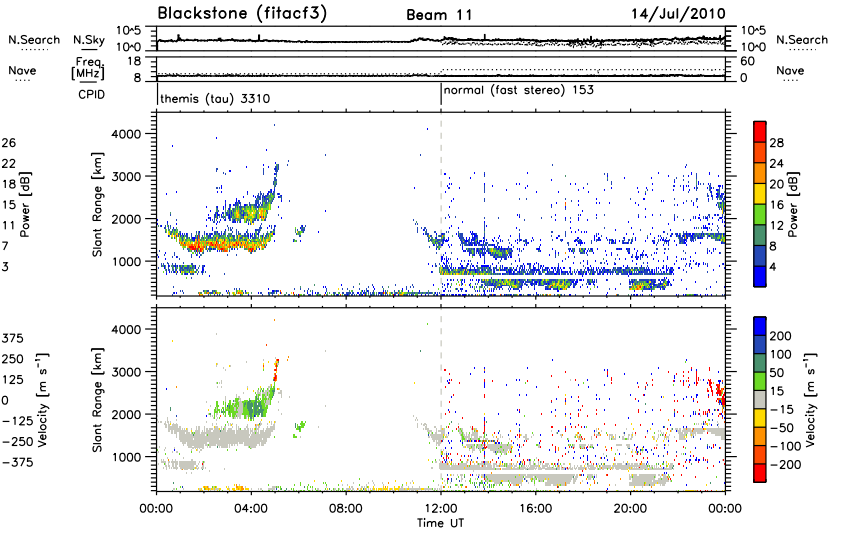 Blackstone (fitacf3) Beam 11 14/Jul/2010
N.Search N.Sky 10^5 10^0 10^5 10^0 N.Search
Nave Freq. [MHz] 18 8 60 0 Nave
CPID themis (tau) 3310 normal (fast stereo) 153
Power [dB] 26 22 18 15 11 7 3
Slant Range [km] 4000 3000 2000 1000
28 24 20 16 12 8 4 Power [dB]
375 250 125 0 -125 -250 -375 Velocity [m s⁻¹]
Slant Range [km] 4000 3000 2000 1000
200 100 50 15 -15 -50 -100 -200 Velocity [m s⁻¹]
00:00 04:00 08:00 12:00 16:00 20:00 00:00
Time UT